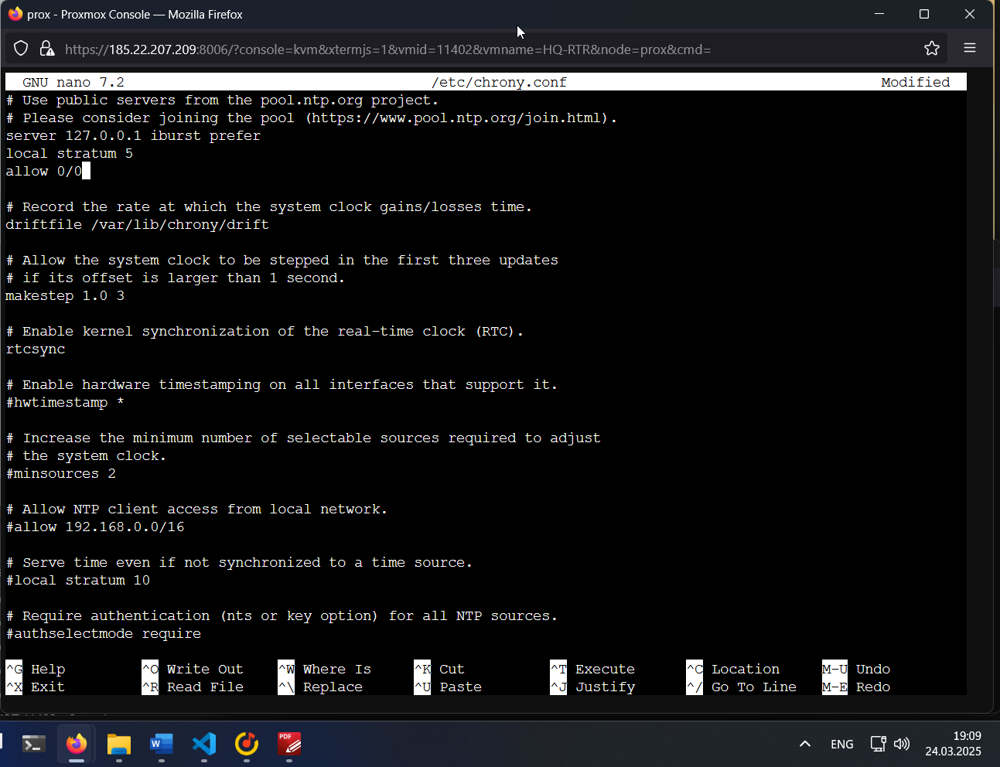 prox - Proxmox Console — Mozilla Firefox
https://185.22.207.209:8006/?console=kvm&xtermjs=1&vmid=11402&vmname=HQ-RTR&node=prox&cmd=
GNU nano 7.2 /etc/chrony.conf Modified
# Use public servers from the pool.ntp.org project.
# Please consider joining the pool (https://www.pool.ntp.org/join.html).
server 127.0.0.1 iburst prefer
local stratum 5
allow 0/0
# Record the rate at which the system clock gains/losses time.
driftfile /var/lib/chrony/drift
# Allow the system clock to be stepped in the first three updates
# if its offset is larger than 1 second.
makestep 1.0 3
# Enable kernel synchronization of the real-time clock (RTC).
rtcsync
# Enable hardware timestamping on all interfaces that support it.
#hwtimestamp *
# Increase the minimum number of selectable sources required to adjust
# the system clock.
#minsources 2
# Allow NTP client access from local network.
#allow 192.168.0.0/16
# Serve time even if not synchronized to a time source.
#local stratum 10
# Require authentication (nts or key option) for all NTP sources.
#authselectmode require
^G Help ^O Write Out ^W Where Is ^K Cut ^T Execute ^C Location M-U Undo
^X Exit ^R Read File ^\ Replace ^U Paste ^J Justify ^/ Go To Line M-E Redo
W
PDF
ENG
19:09
24.03.2025